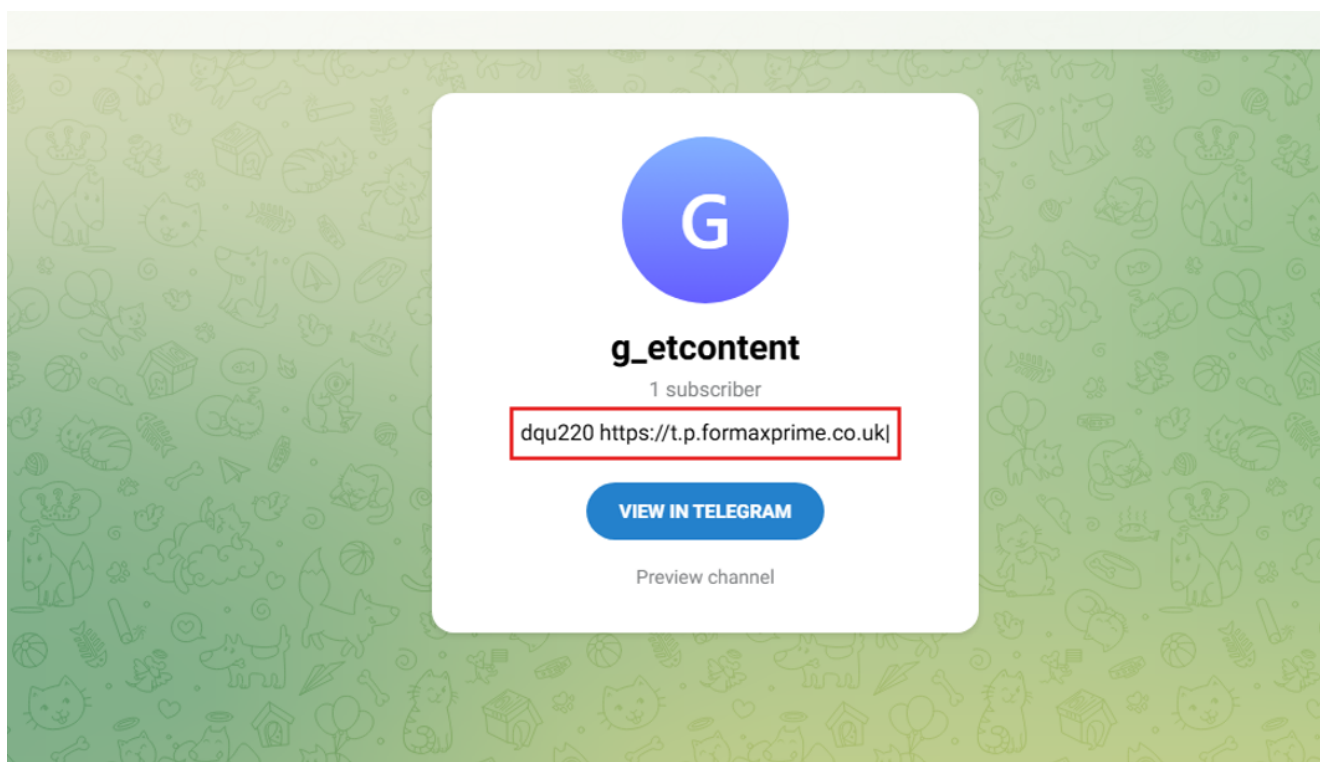 G
g_etcontent
1 subscriber
dqu220 https://t.p.formaxprime.co.uk|
VIEW IN TELEGRAM
Preview channel